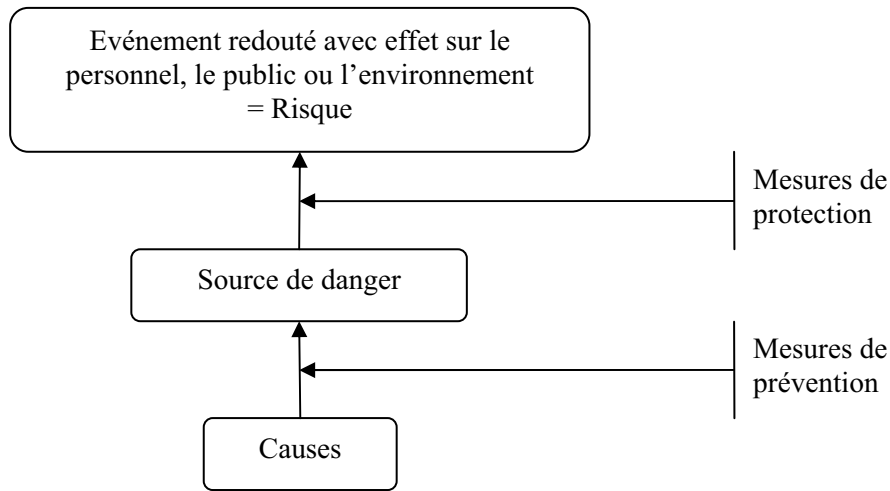 Evénement redouté avec effet sur le
personnel, le public ou l’environnement
= Risque
Mesures de
protection
Source de danger
Mesures de
prévention
Causes